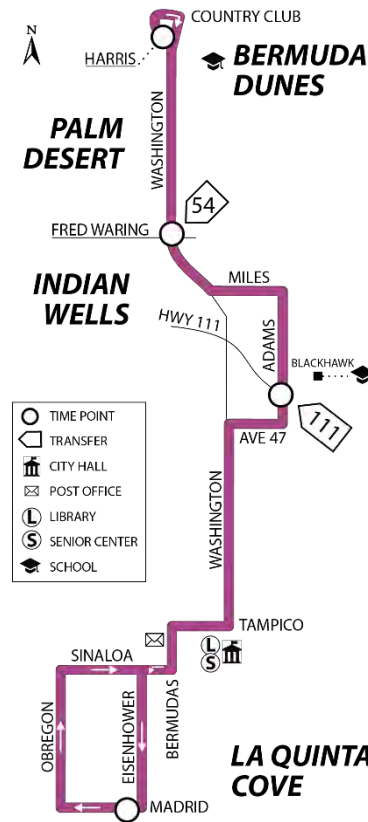 N
COUNTRY CLUB
HARRIS
BERMUDA
DUNES
PALM
DESERT
WASHINGTON
54
FRED WARING
INDIAN
WELLS
MILES
HWY 111
ADAMS
BLACKHAWK
111
AVE 47
TIME POINT
TRANSFER
CITY HALL
POST OFFICE
L LIBRARY
S SENIOR CENTER
SCHOOL
WASHINGTON
TAMPICO
L
S
SINALOA
BERMUDAS
EISENHOWER
OBREGON
MADRID
LA QUINTA
COVE